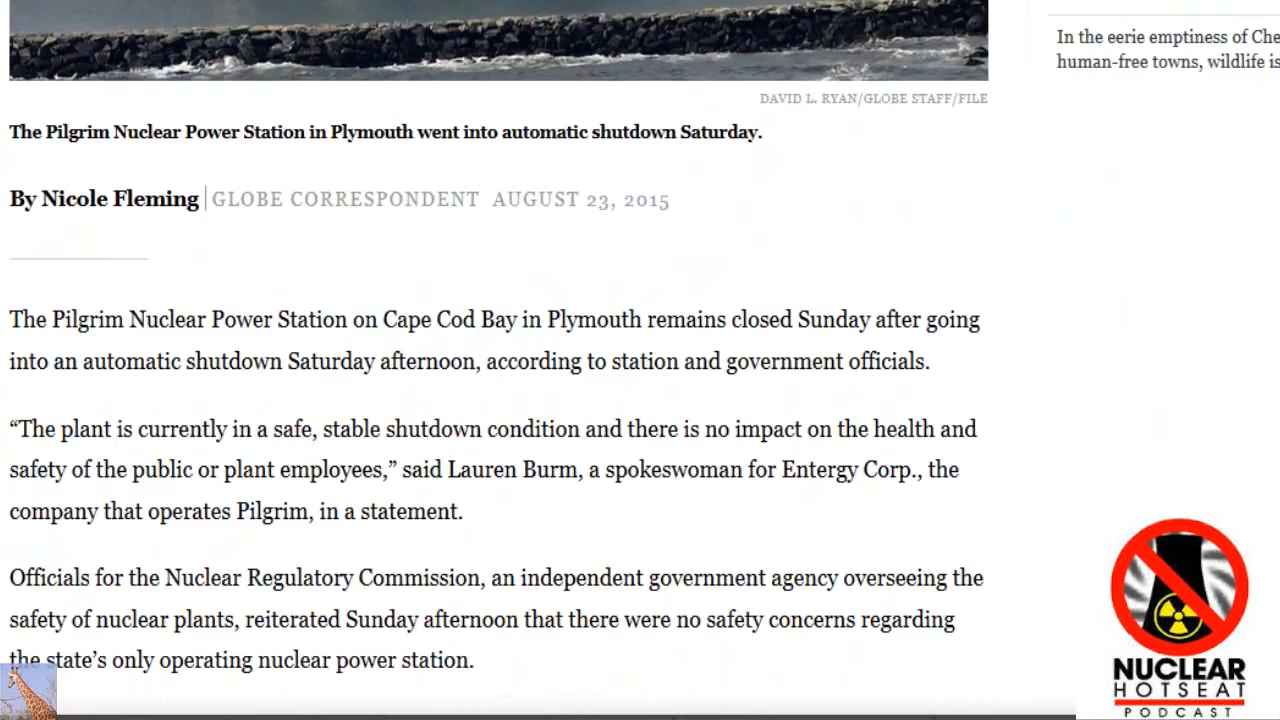 In the eerie emptiness of Che
human-free towns, wildlife is
DAVID L. RYAN/GLOBE STAFF/FILE
The Pilgrim Nuclear Power Station in Plymouth went into automatic shutdown Saturday.
By Nicole Fleming | GLOBE CORRESPONDENT AUGUST 23, 2015
The Pilgrim Nuclear Power Station on Cape Cod Bay in Plymouth remains closed Sunday after going
into an automatic shutdown Saturday afternoon, according to station and government officials.
“The plant is currently in a safe, stable shutdown condition and there is no impact on the health and
safety of the public or plant employees,” said Lauren Burm, a spokeswoman for Entergy Corp., the
company that operates Pilgrim, in a statement.
Officials for the Nuclear Regulatory Commission, an independent government agency overseeing the
safety of nuclear plants, reiterated Sunday afternoon that there were no safety concerns regarding
the state’s only operating nuclear power station.
NUCLEAR
HOTSEAT
PODCAST